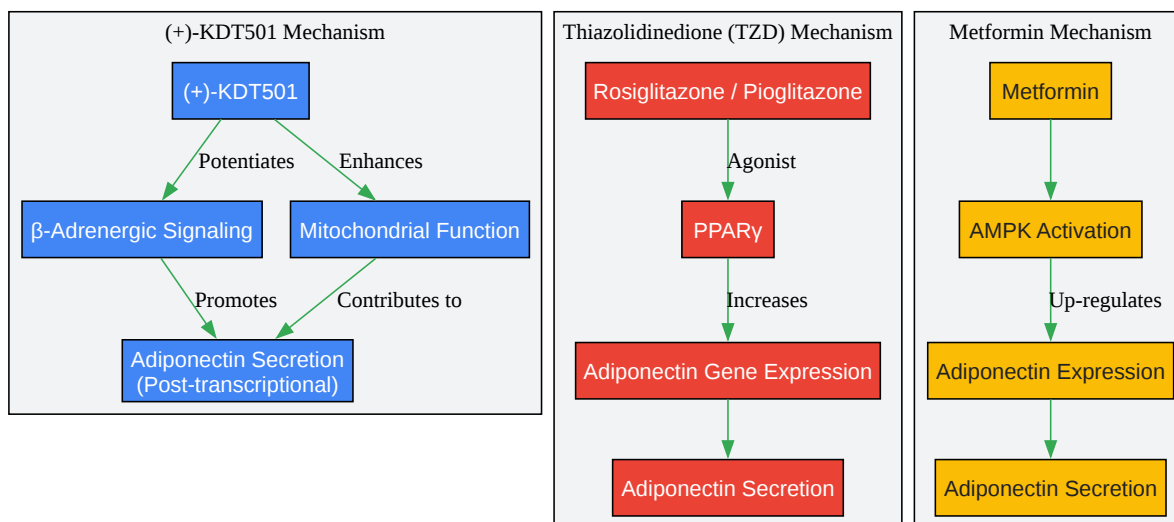 (+)-KDT501 Mechanism
(+)-KDT501
Potentiates
Enhances
β-Adrenergic Signaling
Mitochondrial Function
Promotes
Contributes to
Adiponectin Secretion
(Post-transcriptional)
Thiazolidinedione (TZD) Mechanism
Rosiglitazone / Pioglitazone
Agonist
PPARγ
Increases
Adiponectin Gene Expression
Adiponectin Secretion
Metformin Mechanism
Metformin
AMPK Activation
Up-regulates
Adiponectin Expression
Adiponectin Secretion